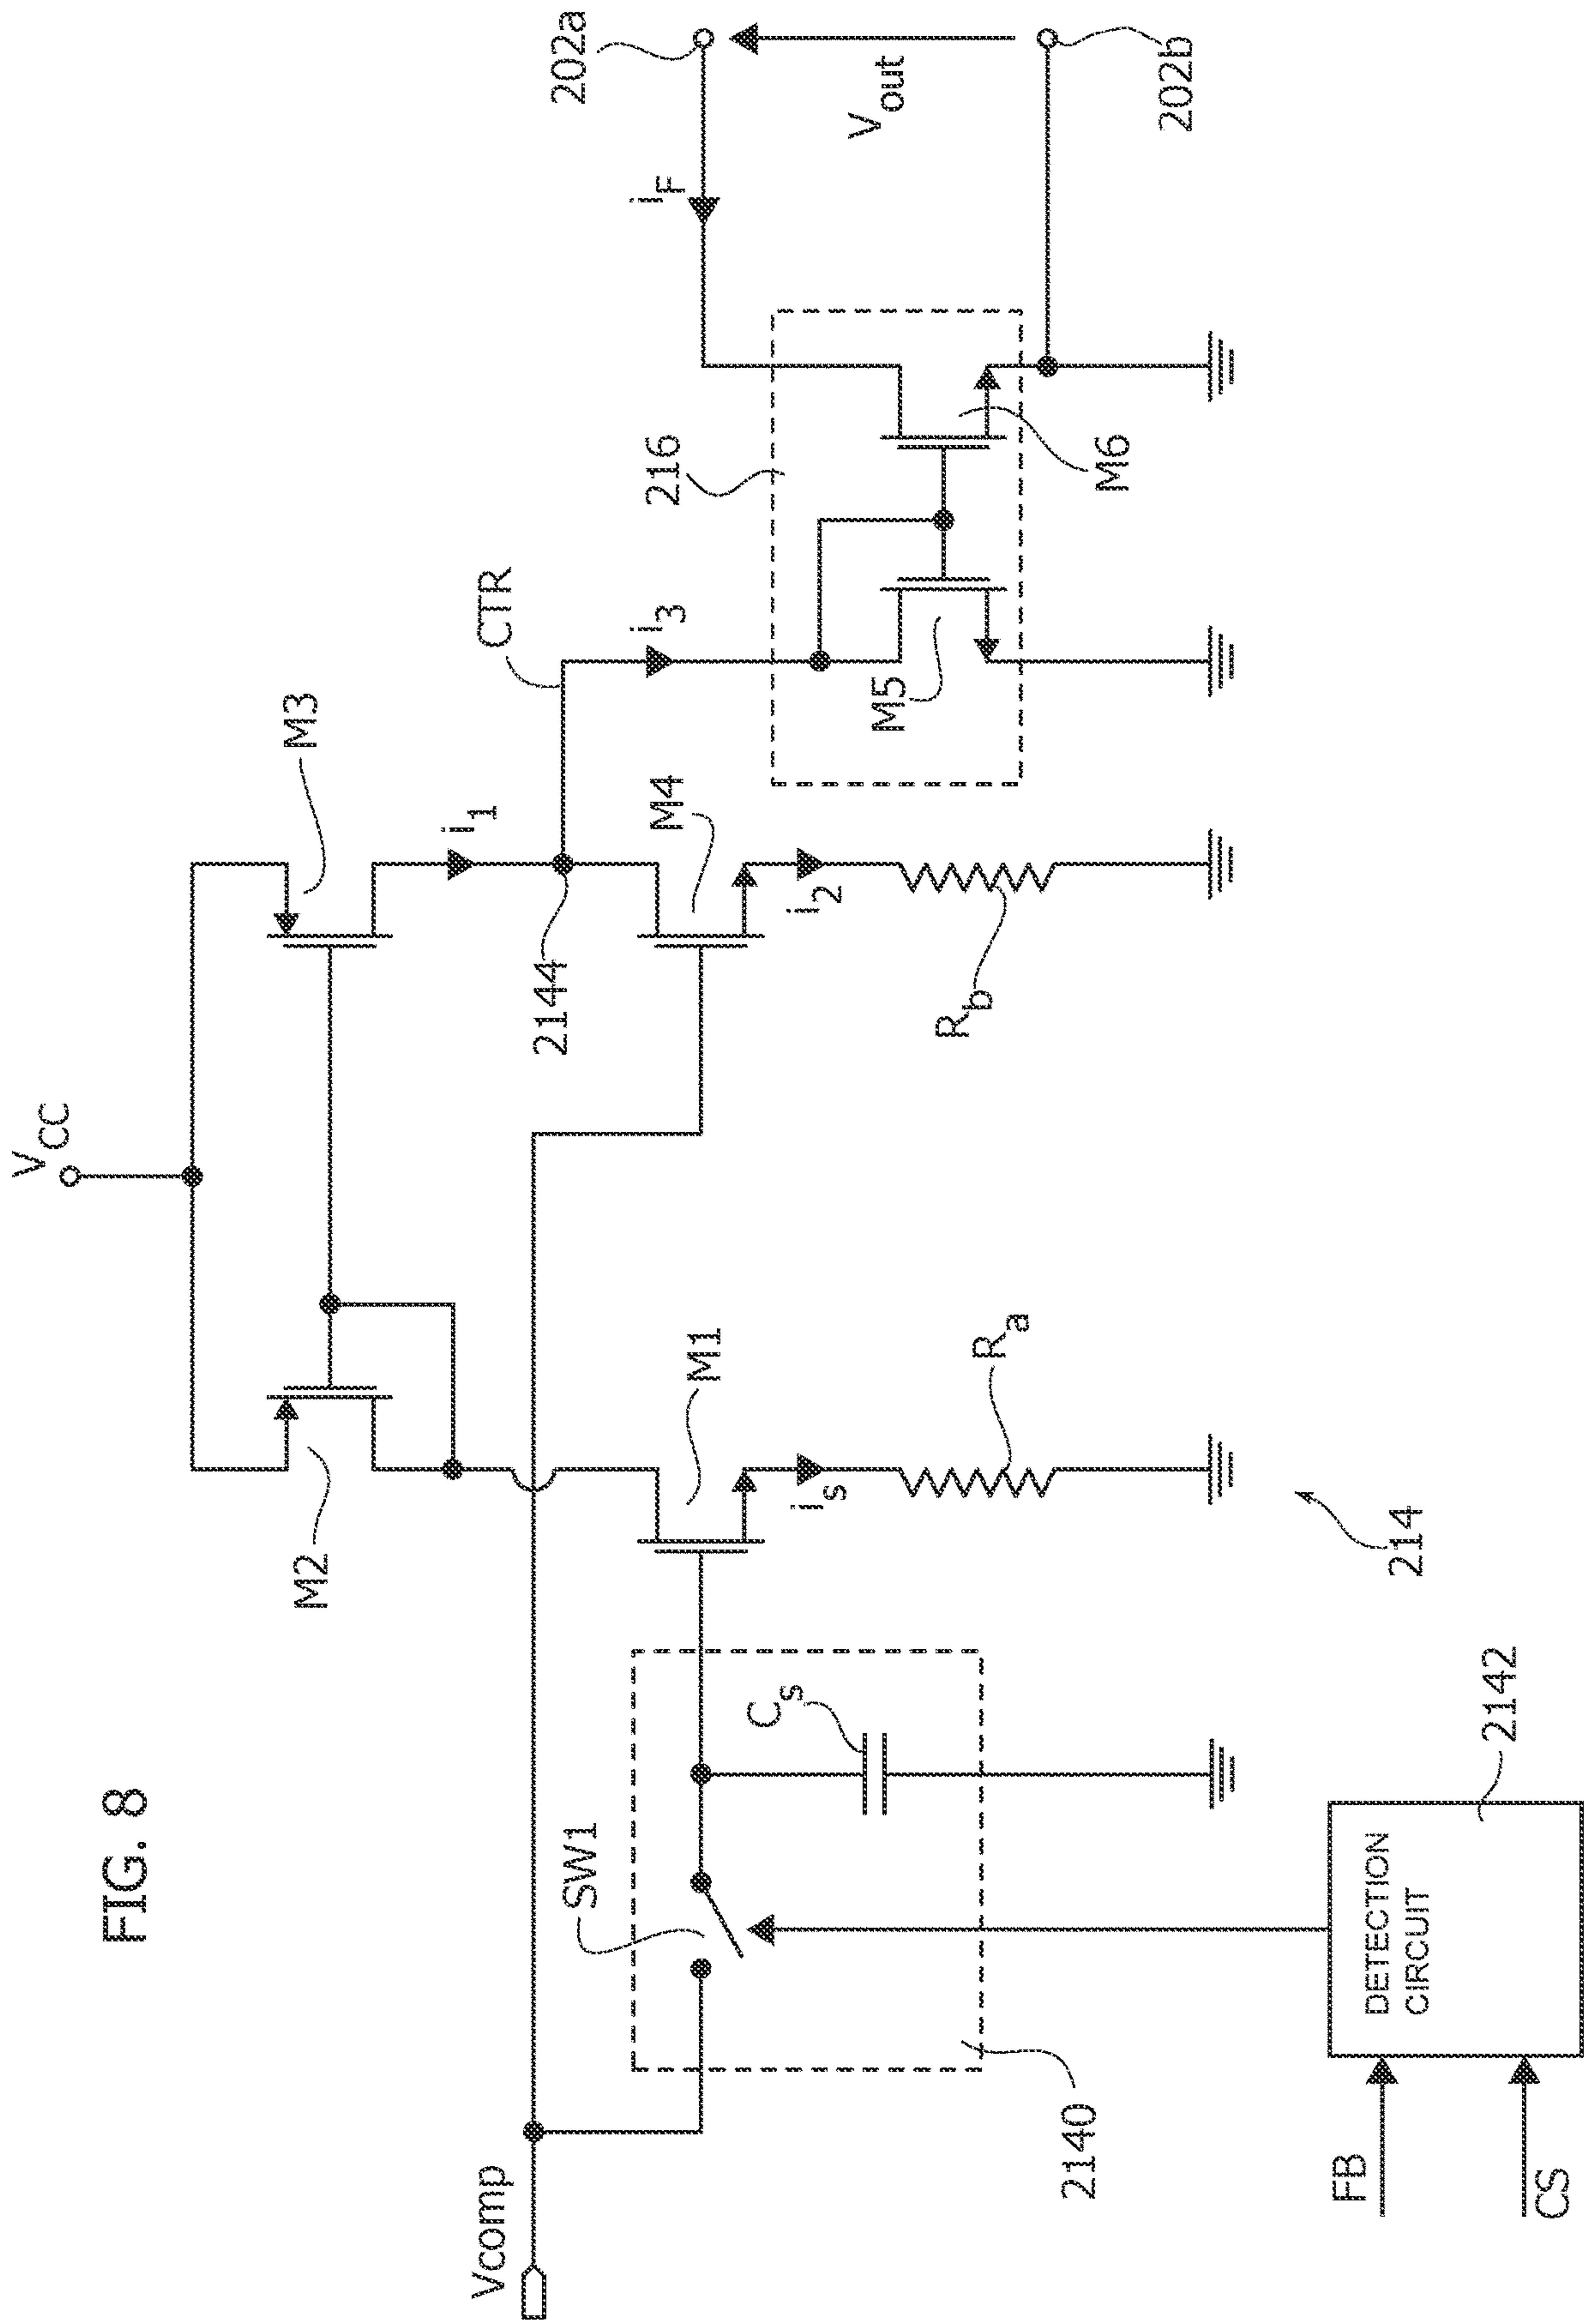 FIG. 8
VCC
M2
M3
i1
2144
CTR
i3
iF
202a
Vcomp
SW1
Cs
M1
M4
216
M5
M6
Vout
202b
is
Ra
i2
Rb
2140
214
FB
CS
DETECTION
CIRCUIT
2142